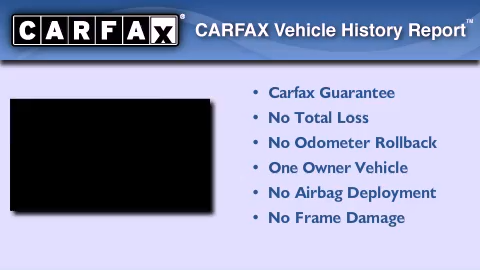 CARFAX® CARFAX Vehicle History Report™
• Carfax Guarantee
• No Total Loss
• No Odometer Rollback
• One Owner Vehicle
• No Airbag Deployment
• No Frame Damage